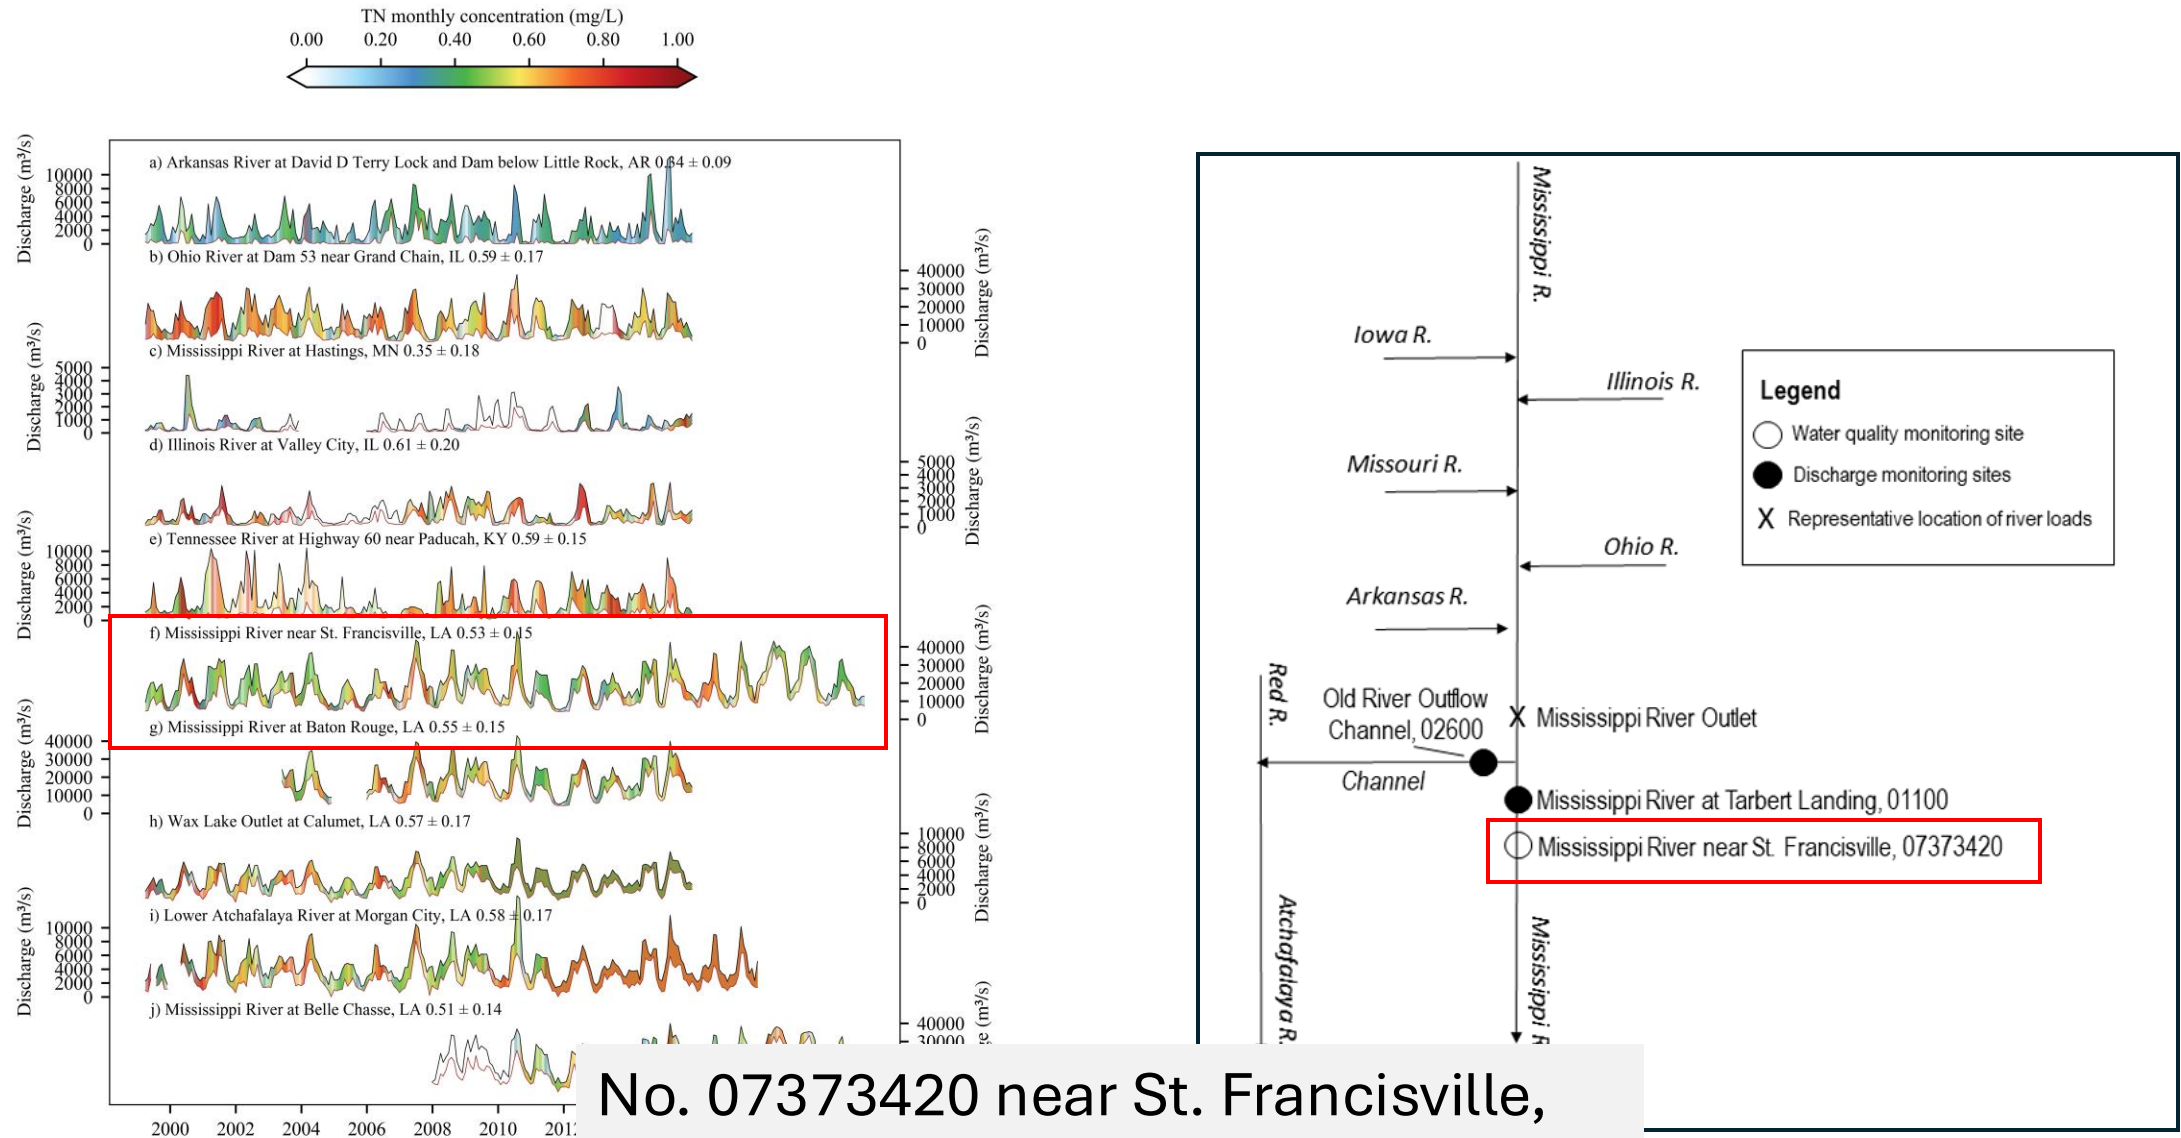 TN monthly concentration (mg/L)
0.00 0.20 0.40 0.60 0.80 1.00
Discharge (m³/s)
a) Arkansas River at David D Terry Lock and Dam below Little Rock, AR 0.34 ± 0.09
10000
8000
6000
4000
2000
0
b) Ohio River at Dam 53 near Grand Chain, IL 0.59 ± 0.17
40000
30000
20000
10000
0
Discharge (m³/s)
c) Mississippi River at Hastings, MN 0.35 ± 0.18
Discharge (m³/s)
5000
4000
3000
2000
1000
0
d) Illinois River at Valley City, IL 0.61 ± 0.20
5000
4000
3000
2000
1000
0
Discharge (m³/s)
e) Tennessee River at Highway 60 near Paducah, KY 0.59 ± 0.15
Discharge (m³/s)
10000
8000
6000
4000
2000
0
f) Mississippi River near St. Francisville, LA 0.53 ± 0.15
40000
30000
20000
10000
0
Discharge (m³/s)
g) Mississippi River at Baton Rouge, LA 0.55 ± 0.15
Discharge (m³/s)
40000
30000
20000
10000
0
h) Wax Lake Outlet at Calumet, LA 0.57 ± 0.17
10000
8000
6000
4000
2000
0
Discharge (m³/s)
i) Lower Atchafalaya River at Morgan City, LA 0.58 ± 0.17
Discharge (m³/s)
10000
8000
6000
4000
2000
0
j) Mississippi River at Belle Chasse, LA 0.51 ± 0.14
40000
30000
(m³/s)
2000 2002 2004 2006 2008 2010 2012
Mississippi R.
Iowa R.
Illinois R.
Missouri R.
Ohio R.
Arkansas R.
Legend
Water quality monitoring site
Discharge monitoring sites
X Representative location of river loads
Red R.
Old River Outflow
Channel, 02600
X Mississippi River Outlet
Channel
Mississippi River at Tarbert Landing, 01100
Mississippi River near St. Francisville, 07373420
Atchafalaya R.
Mississippi R
No. 07373420 near St. Francisville,